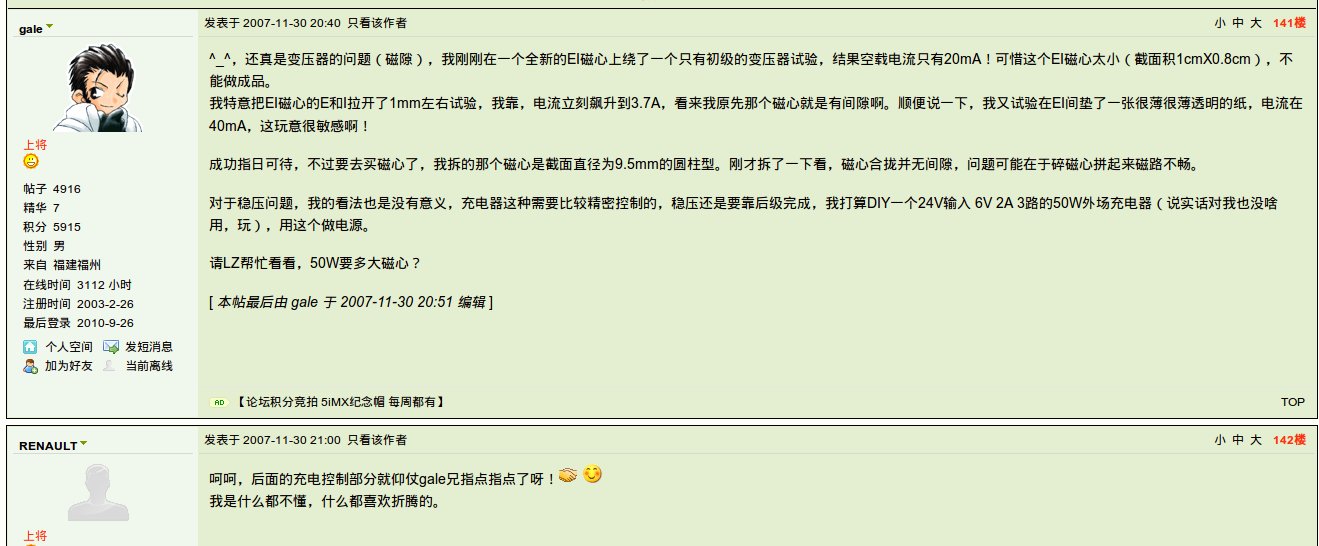 gale
发表于 2007-11-30 20:40 只看该作者
小 中 大 141楼
^_^，还真是变压器的问题（磁隙），我刚刚在一个全新的EI磁心上绕了一个只有初级的变压器试验，结果空载电流只有20mA！可惜这个EI磁心太小（截面积1cmX0.8cm），不
能做成品。
我特意把EI磁心的E和I拉开了1mm左右试验，我靠，电流立刻飙升到3.7A，看来我原先那个磁心就是有间隙啊。顺便说一下，我又试验在EI间垫了一张很薄很薄透明的纸，电流在
40mA，这玩意很敏感啊！
成功指日可待，不过要去买磁心了，我拆的那个磁心是截面直径为9.5mm的圆柱型。刚才拆了一下看，磁心合拢并无间隙，问题可能在于碎磁心拼起来磁路不畅。
对于稳压问题，我的看法也是没有意义，充电器这种需要比较精密控制的，稳压还是要靠后级完成，我打算DIY一个24V输入 6V 2A 3路的50W外场充电器（说实话对我也没啥
用，玩），用这个做电源。
请LZ帮忙看看，50W要多大磁心？
[ 本帖最后由 gale 于 2007-11-30 20:51 编辑 ]
上将
帖子 4916
精华 7
积分 5915
性别 男
来自 福建福州
在线时间 3112 小时
注册时间 2003-2-26
最后登录 2010-9-26
个人空间 发短消息
加为好友 当前离线
AD 【论坛积分竞拍 5iMX纪念帽 每周都有】
TOP
RENAULT
发表于 2007-11-30 21:00 只看该作者
小 中 大 142楼
呵呵，后面的充电控制部分就仰仗gale兄指点指点了呀！
我是什么都不懂，什么都喜欢折腾的。
上将